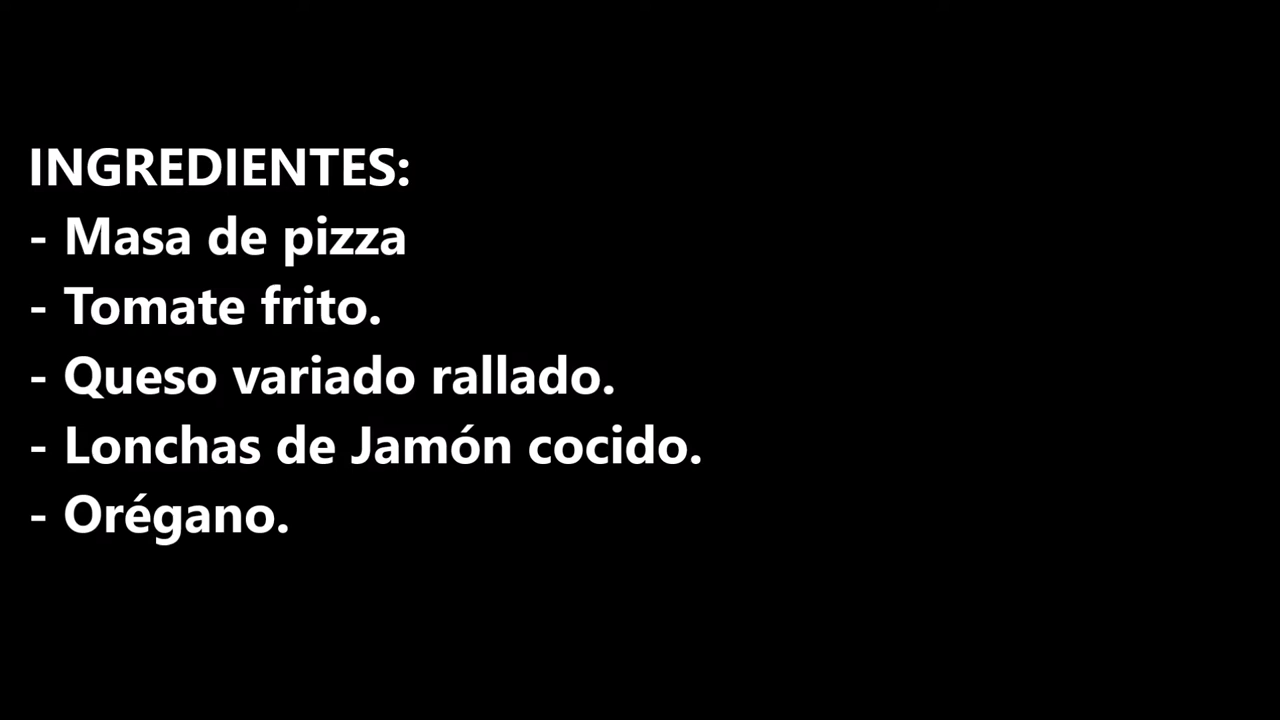 INGREDIENTES:
- Masa de pizza
- Tomate frito.
- Queso variado rallado.
- Lonchas de Jamón cocido.
- Orégano.